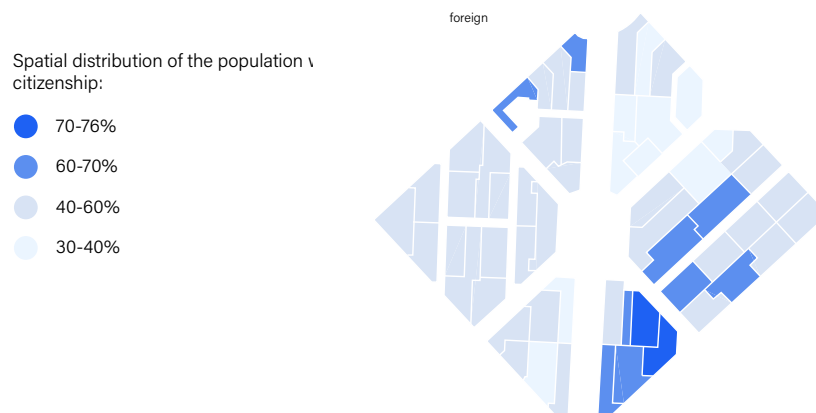 foreign
Spatial distribution of the population
citizenship:
70-76%
60-70%
40-60%
30-40%